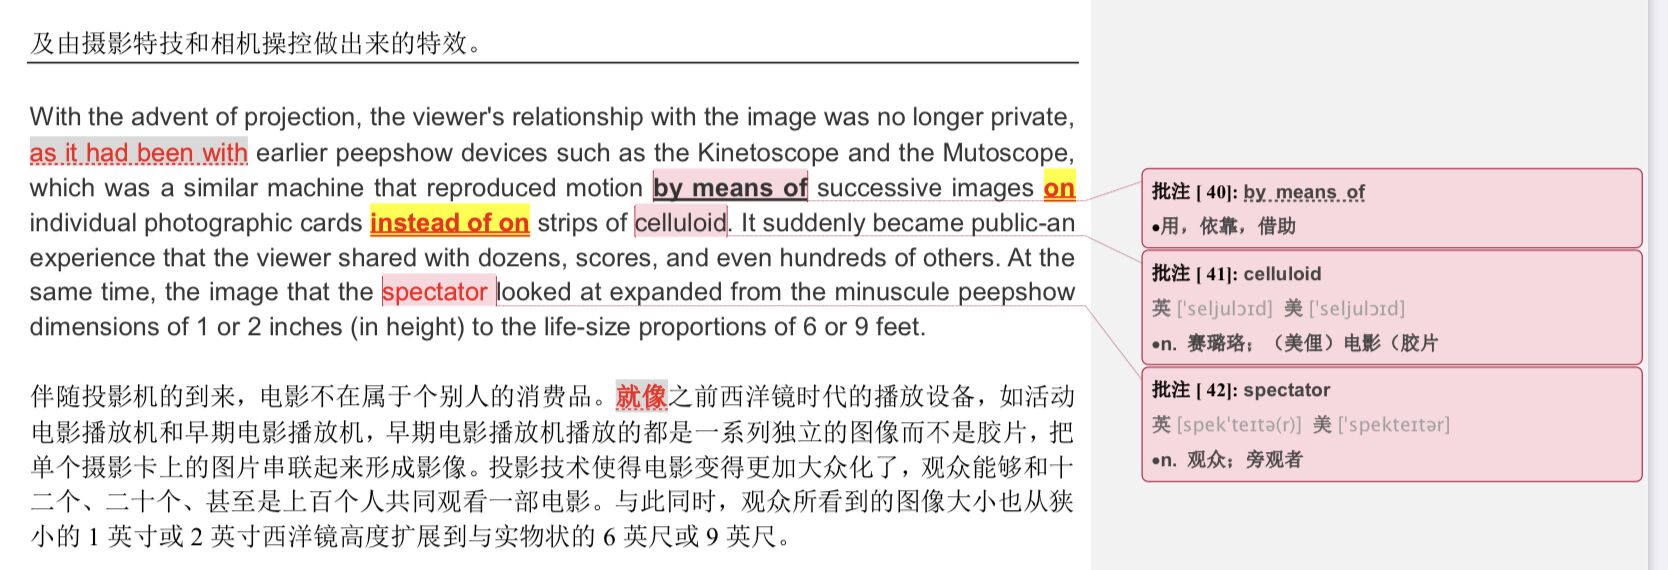 及由摄影特技和相机操控做出来的特效。
With the advent of projection, the viewer's relationship with the image was no longer private,
as it had been with earlier peepshow devices such as the Kinetoscope and the Mutoscope,
which was a similar machine that reproduced motion by means of successive images on
individual photographic cards instead of on strips of celluloid. It suddenly became public-an
experience that the viewer shared with dozens, scores, and even hundreds of others. At the
same time, the image that the spectator looked at expanded from the minuscule peepshow
dimensions of 1 or 2 inches (in height) to the life-size proportions of 6 or 9 feet.
伴随投影机的到来，电影不在属于个别人的消费品。就像之前西洋镜时代的播放设备，如活动
电影播放机和早期电影播放机，早期电影播放机播放的都是一系列独立的图像而不是胶片，把
单个摄影卡上的图片串联起来形成影像。投影技术使得电影变得更加大众化了，观众能够和十
二个、二十个、甚至是上百个人共同观看一部电影。与此同时，观众所看到的图像大小也从狭
小的 1 英寸或 2 英寸西洋镜高度扩展到与实物状的 6 英尺或 9 英尺。
批注 [ 40]: by means of
●用，依靠，借助
批注 [ 41]: celluloid
英 ['seljulɔɪd] 美 ['seljulɔɪd]
●n. 赛璐珞；（美俚）电影（胶片
批注 [ 42]: spectator
英 [spek'teɪtə(r)] 美 ['spekteɪtər]
●n. 观众；旁观者